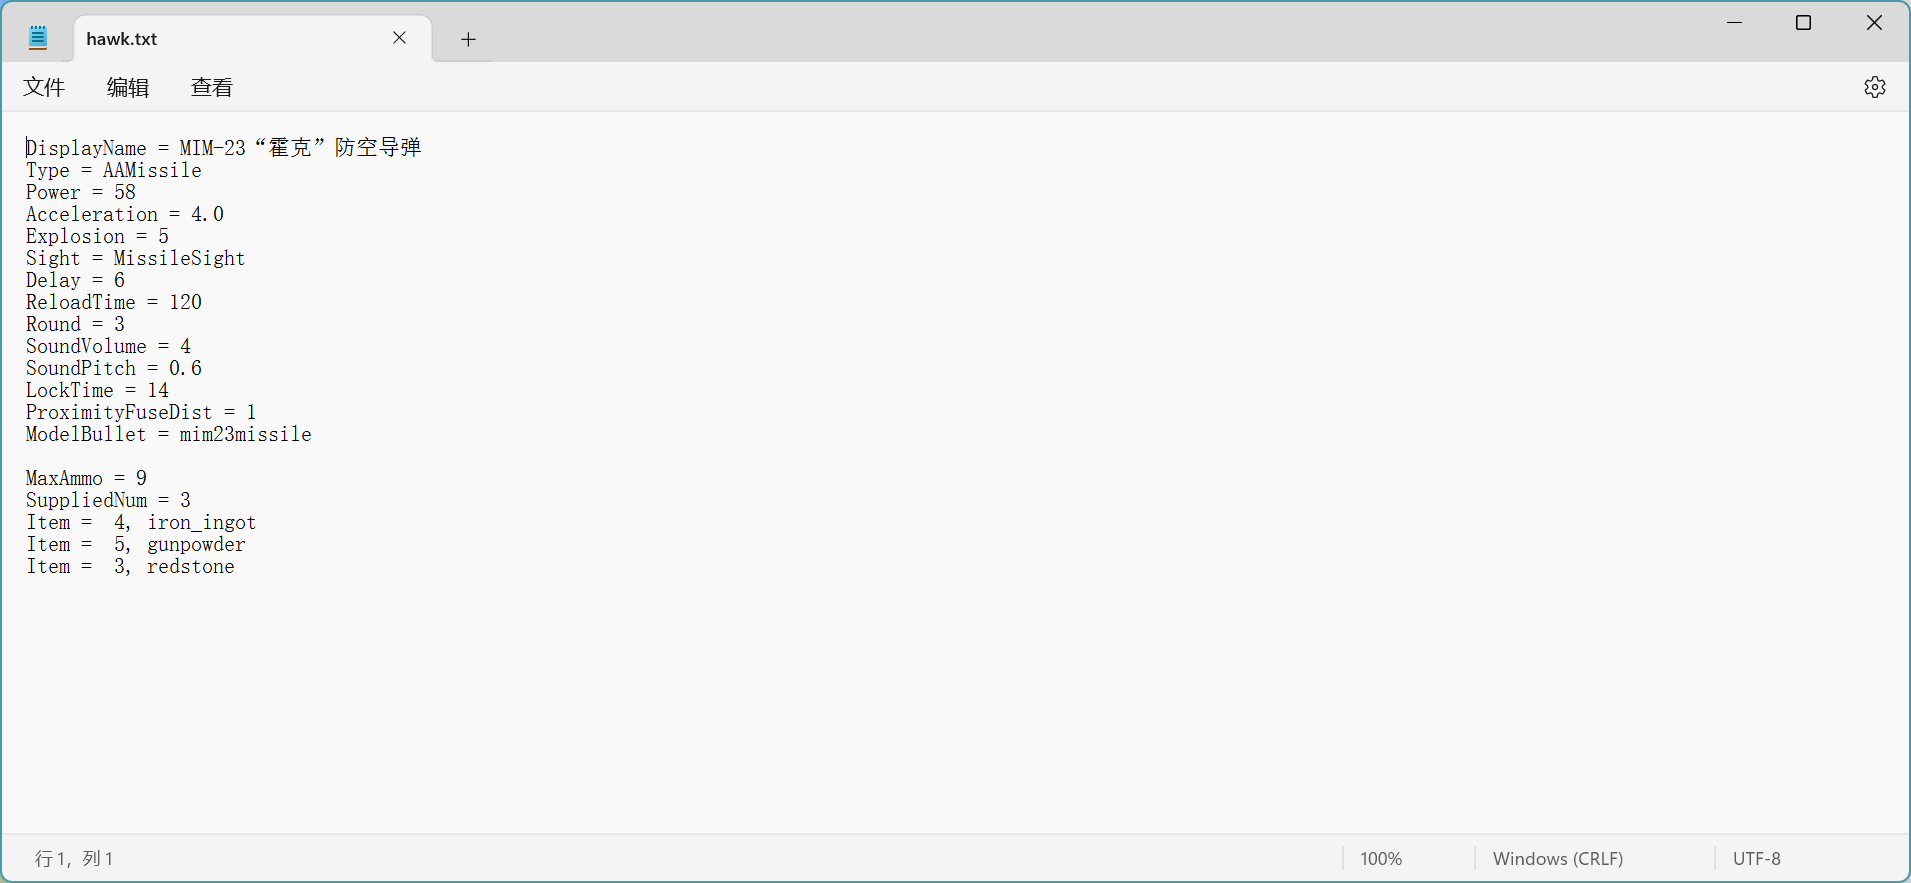 hawk.txt
文件 编辑 查看
DisplayName = MIM-23“霍克”防空导弹
Type = AAMissile
Power = 58
Acceleration = 4.0
Explosion = 5
Sight = MissileSight
Delay = 6
ReloadTime = 120
Round = 3
SoundVolume = 4
SoundPitch = 0.6
LockTime = 14
ProximityFuseDist = 1
ModelBullet = mim23missile
MaxAmmo = 9
SuppliedNum = 3
Item =  4, iron_ingot
Item =  5, gunpowder
Item =  3, redstone
行 1，列 1 100% Windows (CRLF) UTF-8